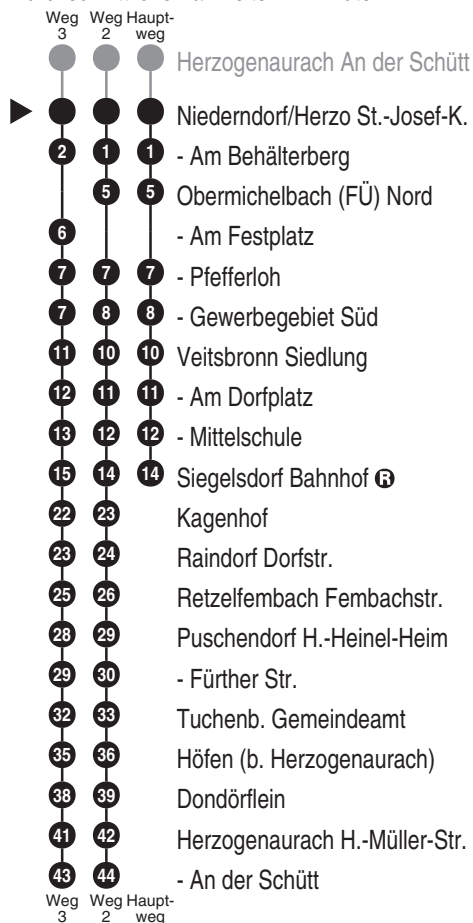 Weg Weg Haupt-
3 2 weg
Herzogenaurach An der Schütt
Niederndorf/Herzo St.-Josef-K.
2 1 1 - Am Behälterberg
5 5 Obermichelbach (FÜ) Nord
6 - Am Festplatz
7 7 7 - Pfefferloh
7 8 8 - Gewerbegebiet Süd
11 10 10 Veitsbronn Siedlung
12 11 11 - Am Dorfplatz
13 12 12 - Mittelschule
15 14 14 Siegelsdorf Bahnhof R
22 23 Kagenhof
23 24 Raindorf Dorfstr.
25 26 Retzelfembach Fembachstr.
28 29 Puschendorf H.-Heinel-Heim
29 30 - Fürther Str.
32 33 Tuchenb. Gemeindeamt
35 36 Höfen (b. Herzogenaurach)
38 39 Dondörflein
41 42 Herzogenaurach H.-Müller-Str.
43 44 - An der Schütt
Weg Weg Haupt-
3 2 weg